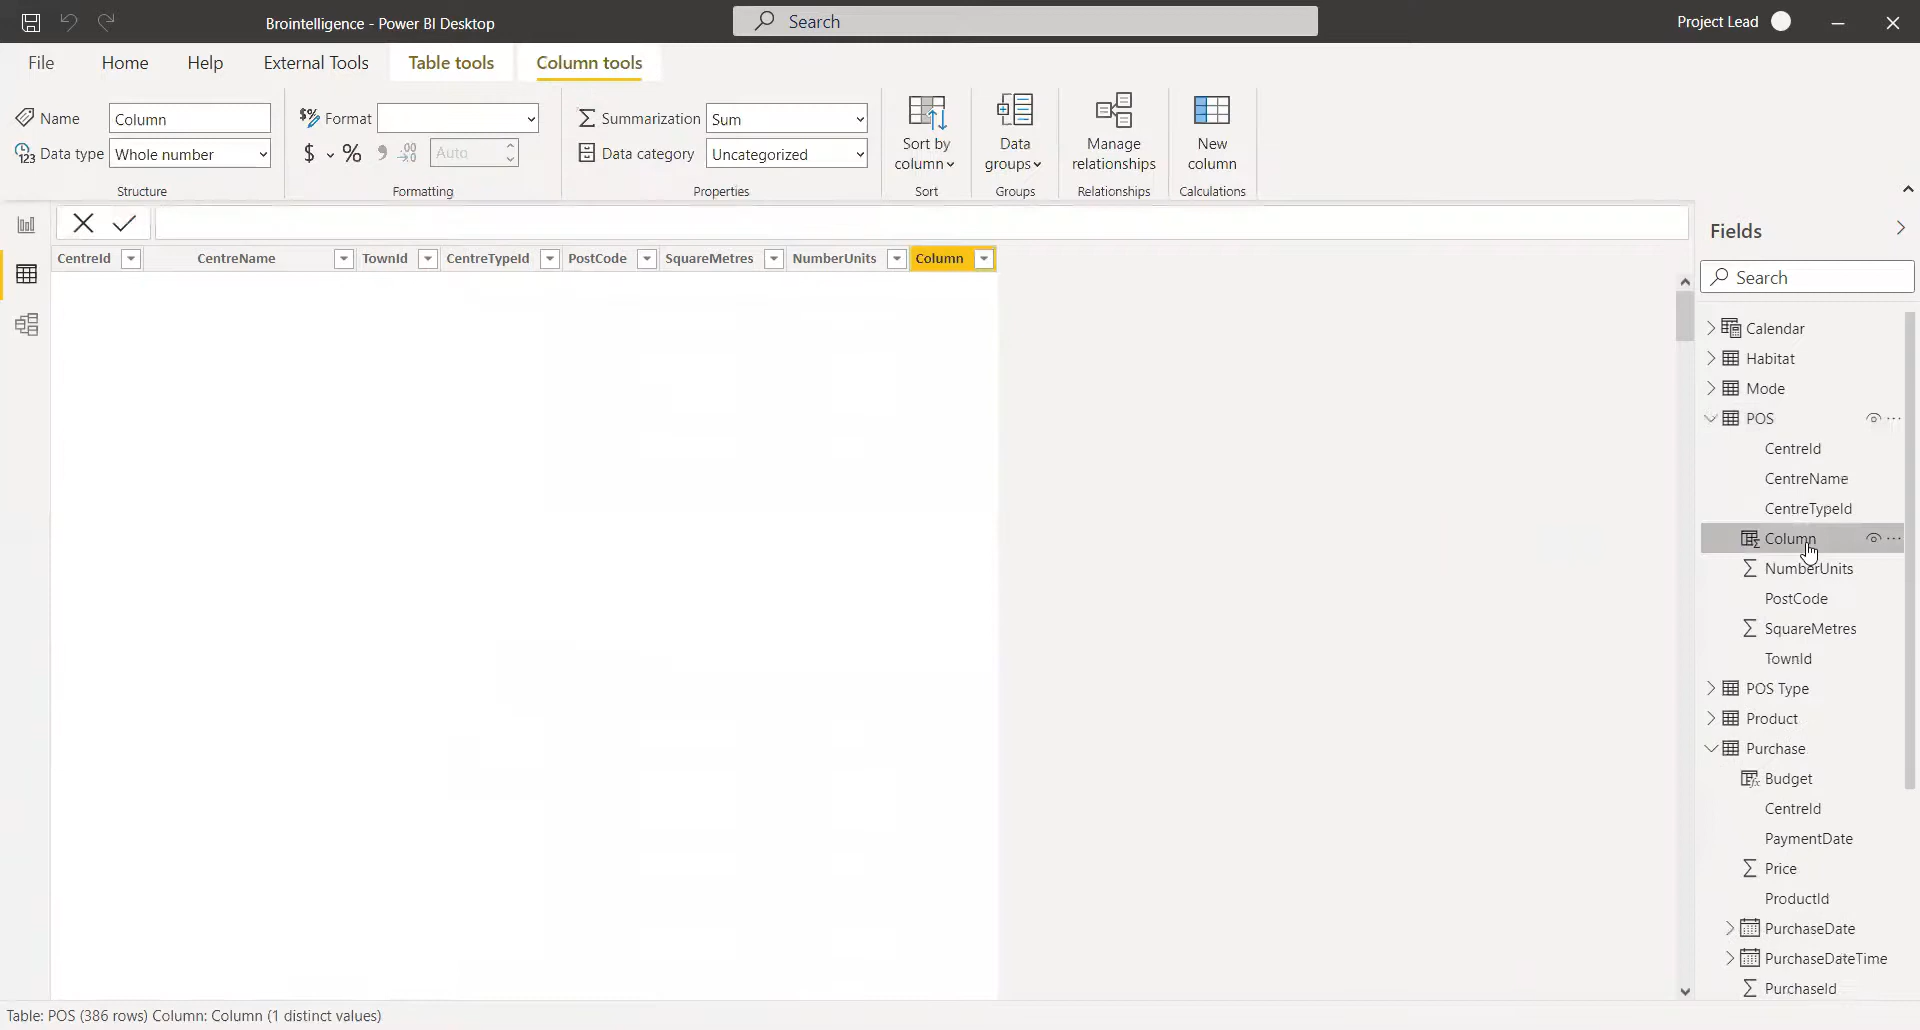 Brointelligence - Power BI Desktop
Search
Project Lead
File Home Help External Tools Table tools Column tools
Name Column
Data type Whole number
Structure
Format
$ % Auto
Formatting
Summarization Sum
Data category Uncategorized
Properties
Sort by
column
Sort
Data
groups
Groups
Manage
relationships
Relationships
New
column
Calculations
CentreId CentreName TownId CentreTypeId PostCode SquareMetres NumberUnits Column
Fields
Search
Calendar
Habitat
Mode
POS
CentreId
CentreName
CentreTypeId
Column
NumberUnits
PostCode
SquareMetres
TownId
POS Type
Product
Purchase
Budget
CentreId
PaymentDate
Price
ProductId
PurchaseDate
PurchaseDateTime
PurchaseId
Table: POS (386 rows) Column: Column (1 distinct values)